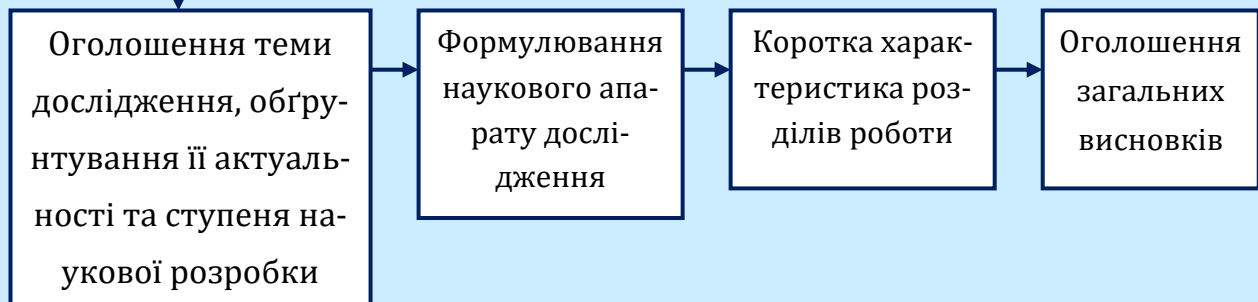 Оголошення теми
дослідження, обґру-
нтування її актуаль-
ності та ступеня на-
укової розробки
Формулювання
наукового апа-
рату дослі-
дження
Коротка харак-
теристика роз-
ділів роботи
Оголошення
загальних
висновків